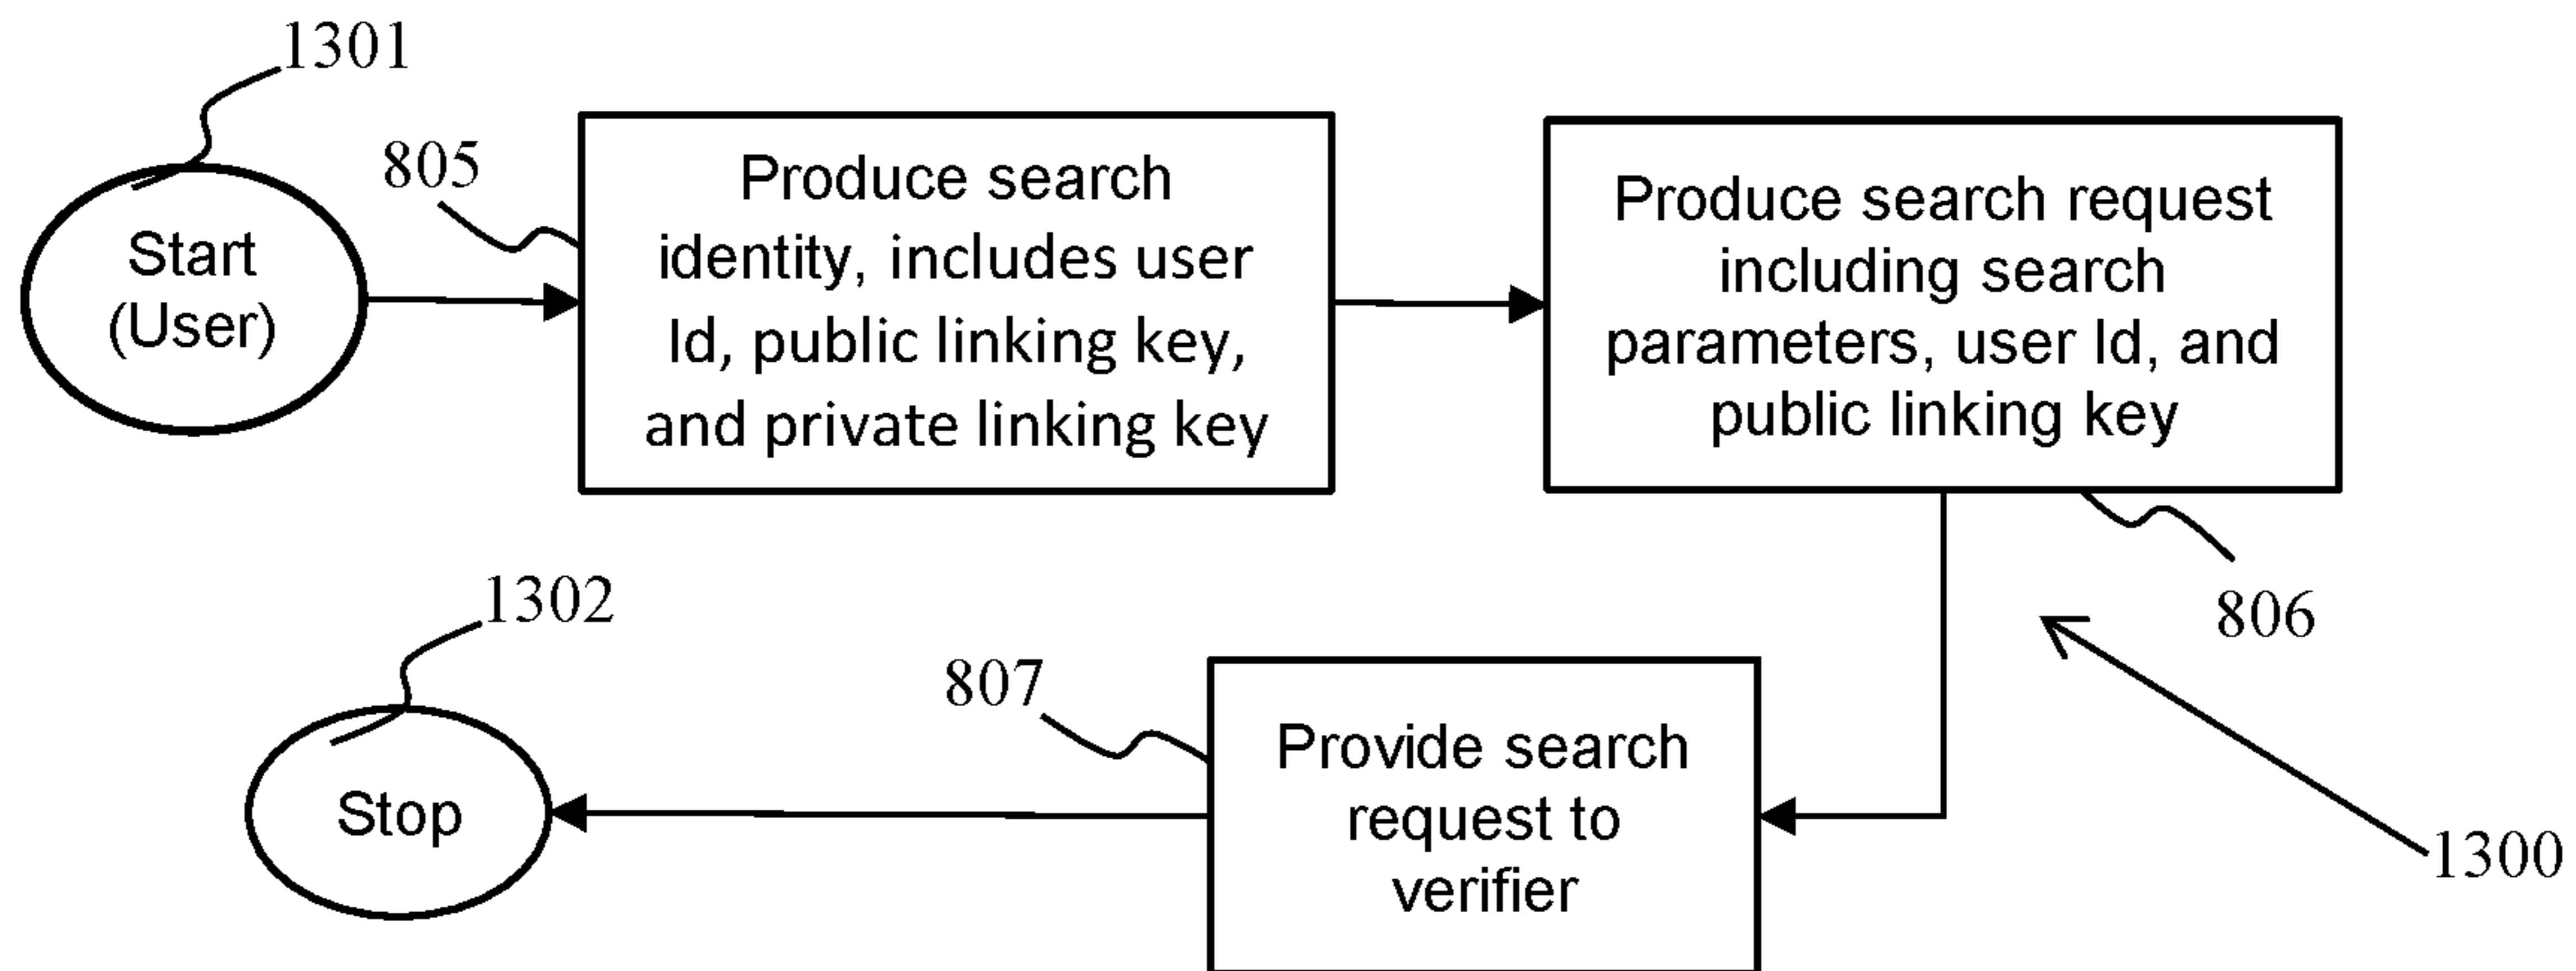 1301
805
Start
(User)
Produce search
identity, includes user
Id, public linking key,
and private linking key
Produce search request
including search
parameters, user Id, and
public linking key
806
1302
807
Stop
Provide search
request to
verifier
1300